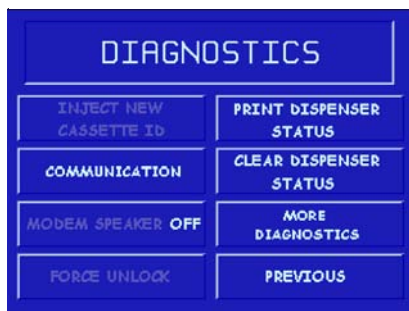 DIAGNOSTICS
INJECT NEW
CASSETTE ID
PRINT DISPENSER
STATUS
COMMUNICATION
CLEAR DISPENSER
STATUS
MODEM SPEAKER OFF
MORE
DIAGNOSTICS
FORCE UNLOCK
PREVIOUS